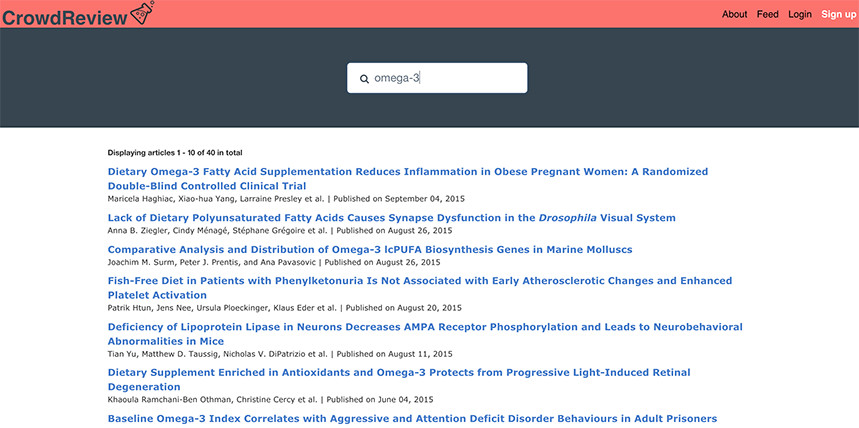 CrowdReview
About Feed Login Sign up
omega-3
Displaying articles 1 - 10 of 40 in total
Dietary Omega-3 Fatty Acid Supplementation Reduces Inflammation in Obese Pregnant Women: A Randomized
Double-Blind Controlled Clinical Trial
Maricela Haghiac, Xiao-hua Yang, Larraine Presley et al. | Published on September 04, 2015
Lack of Dietary Polyunsaturated Fatty Acids Causes Synapse Dysfunction in the Drosophila Visual System
Anna B. Ziegler, Cindy Ménagé, Stéphane Grégoire et al. | Published on August 26, 2015
Comparative Analysis and Distribution of Omega-3 lcPUFA Biosynthesis Genes in Marine Molluscs
Joachim M. Surm, Peter J. Prentis, and Ana Pavasovic | Published on August 26, 2015
Fish-Free Diet in Patients with Phenylketonuria Is Not Associated with Early Atherosclerotic Changes and Enhanced
Platelet Activation
Patrik Htun, Jens Nee, Ursula Ploeckinger, Klaus Eder et al. | Published on August 20, 2015
Deficiency of Lipoprotein Lipase in Neurons Decreases AMPA Receptor Phosphorylation and Leads to Neurobehavioral
Abnormalities in Mice
Tian Yu, Matthew D. Taussig, Nicholas V. DiPatrizio et al. | Published on August 11, 2015
Dietary Supplement Enriched in Antioxidants and Omega-3 Protects from Progressive Light-Induced Retinal
Degeneration
Khaoula Ramchani-Ben Othman, Christine Cercy et al. | Published on June 04, 2015
Baseline Omega-3 Index Correlates with Aggressive and Attention Deficit Disorder Behaviours in Adult Prisoners